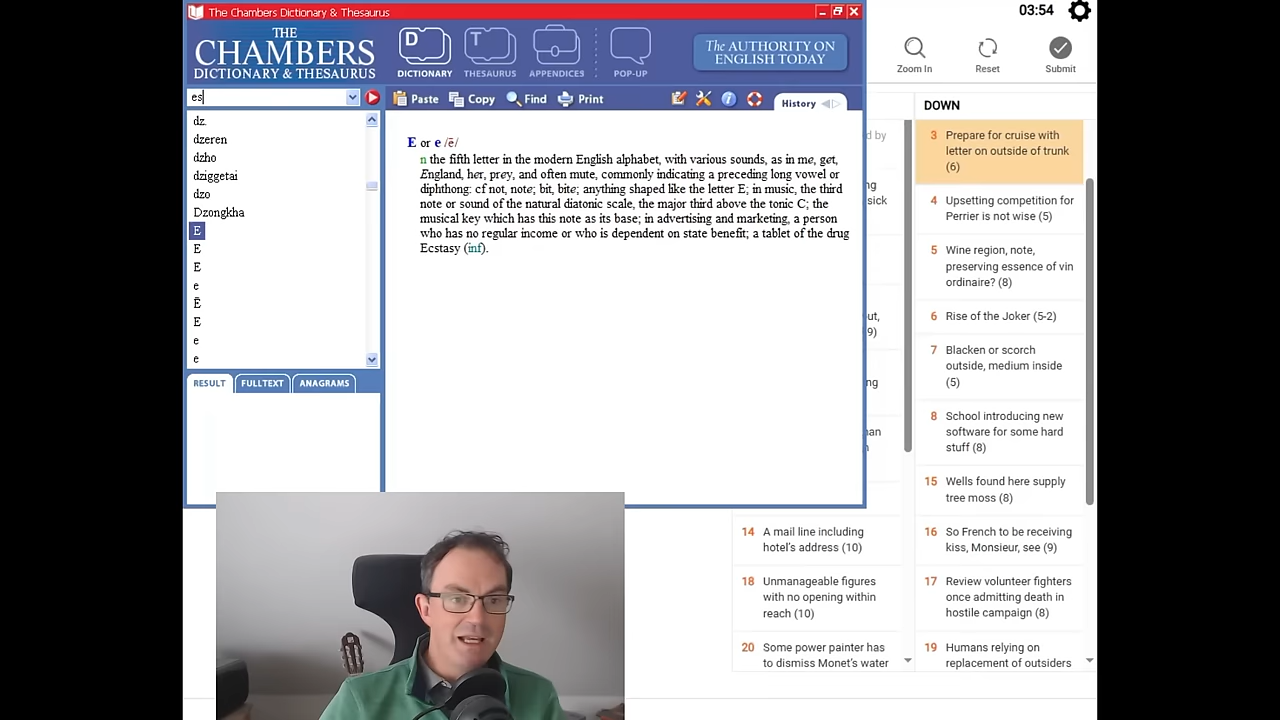 The Chambers Dictionary & Thesaurus
THE
CHAMBERS
DICTIONARY & THESAURUS
D
DICTIONARY
T
THESAURUS
APPENDICES
POP-UP
The AUTHORITY ON
ENGLISH TODAY
03:54
Zoom In
Reset
Submit
es
Paste
Copy
Find
Print
History
dz.
dzeren
dzho
dziggetai
dzo
Dzongkha
E
E
E
e
Ē
E
e
e
RESULT
FULLTEXT
ANAGRAMS
E or e /ē/
n the fifth letter in the modern English alphabet, with various sounds, as in me, get,
England, her, prey, and often mute, commonly indicating a preceding long vowel or
diphthong: cf not, note; bit, bite; anything shaped like the letter E; in music, the third
note or sound of the natural diatonic scale, the major third above the tonic C; the
musical key which has this note as its base; in advertising and marketing, a person
who has no regular income or who is dependent on state benefit; a tablet of the drug
Ecstasy (inf).
d by
ng
sick
ut,
9)
ng
an
14 A mail line including
hotel's address (10)
18 Unmanageable figures
with no opening within
reach (10)
20 Some power painter has
to dismiss Monet's water
DOWN
3 Prepare for cruise with
letter on outside of trunk
(6)
4 Upsetting competition for
Perrier is not wise (5)
5 Wine region, note,
preserving essence of vin
ordinaire? (8)
6 Rise of the Joker (5-2)
7 Blacken or scorch
outside, medium inside
(5)
8 School introducing new
software for some hard
stuff (8)
15 Wells found here supply
tree moss (8)
16 So French to be receiving
kiss, Monsieur, see (9)
17 Review volunteer fighters
once admitting death in
hostile campaign (8)
19 Humans relying on
replacement of outsiders